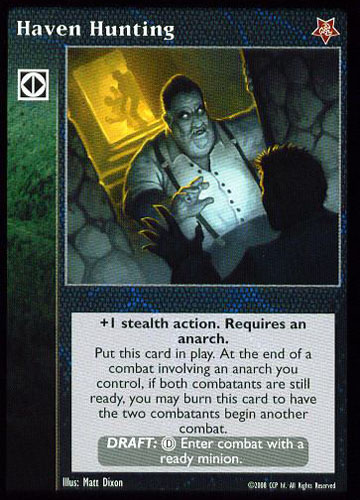 Haven Hunting
+1 stealth action. Requires an
anarch.
Put this card in play. At the end of a
combat involving an anarch you
control, if both combatants are still
ready, you may burn this card to have
the two combatants begin another
combat.
DRAFT: Enter combat with a
ready minion.
Illus: Matt Dixon
©2008 CCP hf. All Rights Reserved